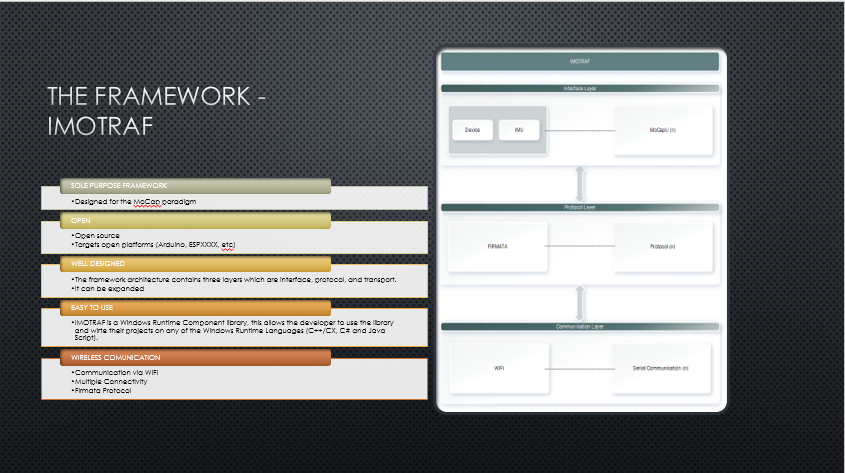 THE FRAMEWORK -
IMOTRAF
SOLE PURPOSE FRAMEWORK
•Designed for the MoCap paradigm
OPEN
•Open source
•Targets open platforms (Arduino, ESPXXXX, etc)
WELL DESIGNED
•The framework architecture contains three layers which are interface, protocol, and transport.
•It can be expanded
EASY TO USE
•IMOTRAF is a Windows Runtime Component library, this allows the developer to use the library
and wirte their projects on any of the Windows Runtime Languages (C++/CX, C# and Java
Script).
WIRELESS COMUNICATION
•Communication via WiFi
•Multiple Connectivity
•Firmata Protocol
IMOTRAF
Interface Layer
Device
IMU
MoCapU (n)
Protocol Layer
FIRMATA
Protocol (n)
Communication Layer
WIFI
Serial Communication (n)